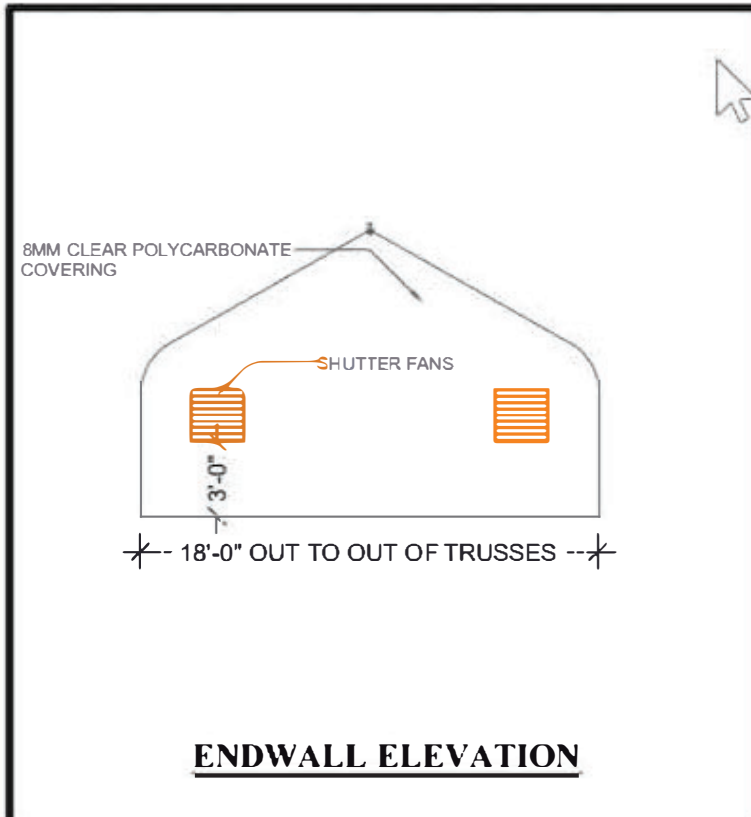 8MM CLEAR POLYCARBONATE
COVERING
SHUTTER FANS
3'-0"
18'-0" OUT TO OUT OF TRUSSES
ENDWALL ELEVATION